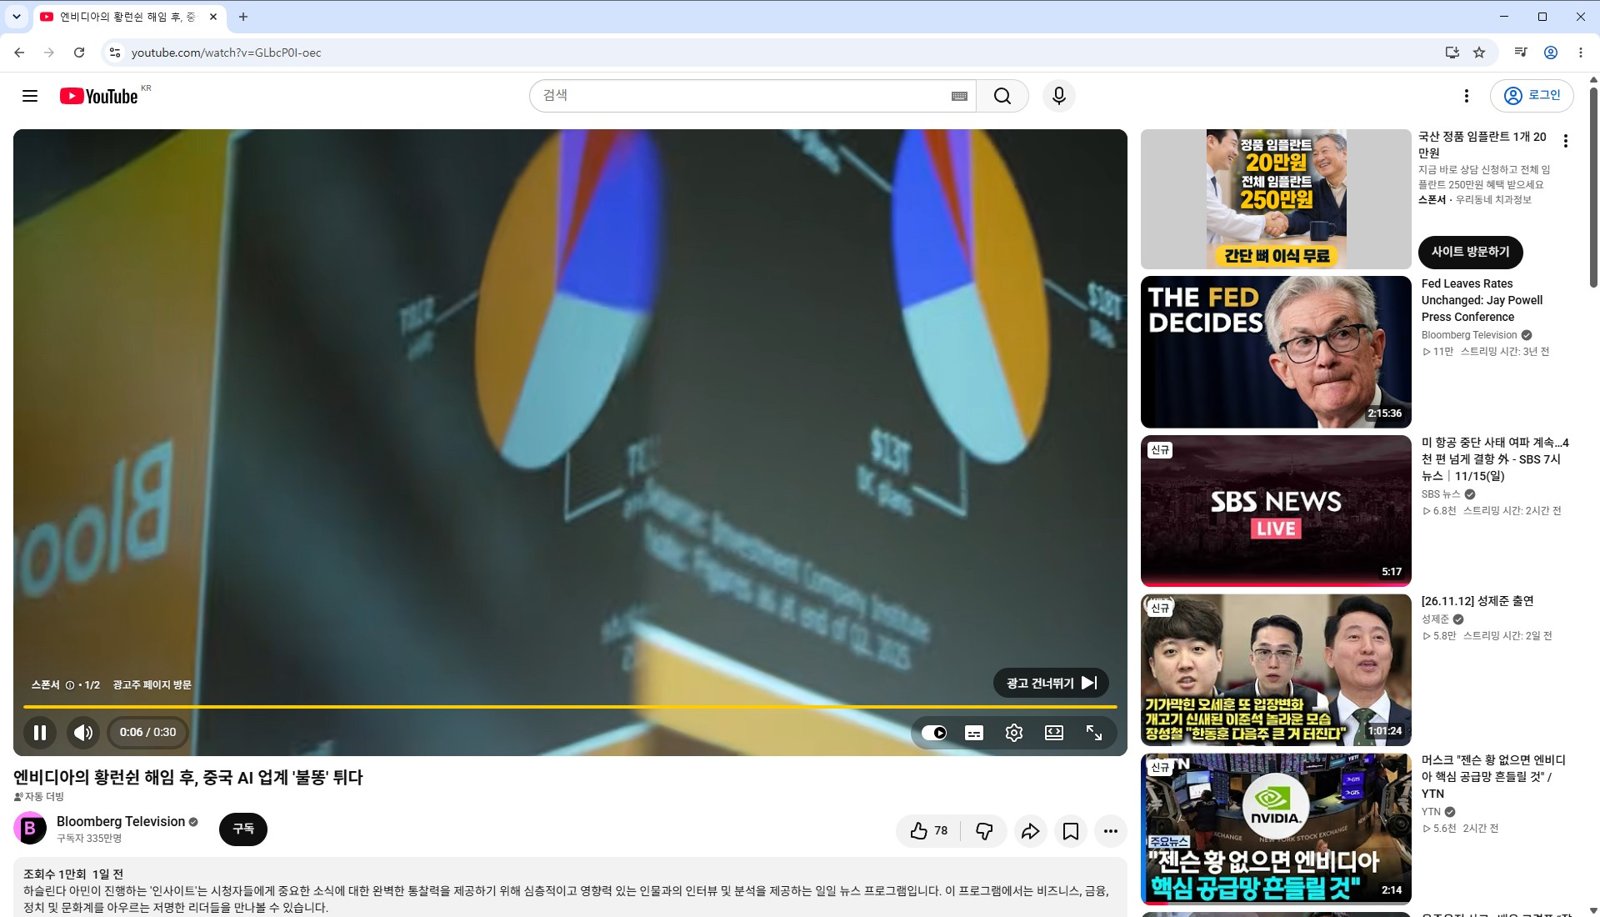 엔비디아의 황런쉰 해임 후, 중
youtube.com/watch?v=GLbcP0I-oec
YouTube KR
검색
로그인
Bloo
$13T
DC plans
Investment Company Institute
Figures as at end of Q2, 2025
스폰서 · 1/2 광고주 페이지 방문
광고 건너뛰기
0:06 / 0:30
엔비디아의 황런쉰 해임 후, 중국 AI 업계 '불똥' 튀다
자동 더빙
B
Bloomberg Television
구독자 335만명
구독
78
조회수 1만회 1일 전
하슬린다 아민이 진행하는 '인사이트'는 시청자들에게 중요한 소식에 대한 완벽한 통찰력을 제공하기 위해 심층적이고 영향력 있는 인물과의 인터뷰 및 분석을 제공하는 일일 뉴스 프로그램입니다. 이 프로그램에서는 비즈니스, 금융,
정치 및 문화계를 아우르는 저명한 리더들을 만나볼 수 있습니다.
정품 임플란트
20만원
전체 임플란트
250만원
간단 뼈 이식 무료
국산 정품 임플란트 1개 20
만원
지금 바로 상담 신청하고 전체 임
플란트 250만원 혜택 받으세요
스폰서 · 우리동네 치과정보
사이트 방문하기
THE FED
DECIDES
2:15:36
Fed Leaves Rates
Unchanged: Jay Powell
Press Conference
Bloomberg Television
11만 스트리밍 시간: 3년 전
신규
SBS NEWS
LIVE
5:17
미 항공 중단 사태 여파 계속…4
천 편 넘게 결항 外 - SBS 7시
뉴스｜11/15(일)
SBS 뉴스
6.8천 스트리밍 시간: 2시간 전
신규
기가막힌 오세훈 또 입장변화
개고기 신새된 이준석 놀라운 모습
장성철 "한동훈 다음주 큰 거 터진다"
1:01:24
[26.11.12] 성제준 출연
성제준
5.8만 스트리밍 시간: 2일 전
신규
NVIDIA.
EXCHANGE
NEW YORK STOCK EXCHANGE
주요뉴스
"젠슨 황 없으면 엔비디아
핵심 공급망 흔들릴 것"
2:14
머스크 "젠슨 황 없으면 엔비디
아 핵심 공급망 흔들릴 것" /
YTN
YTN
5.6천 2시간 전